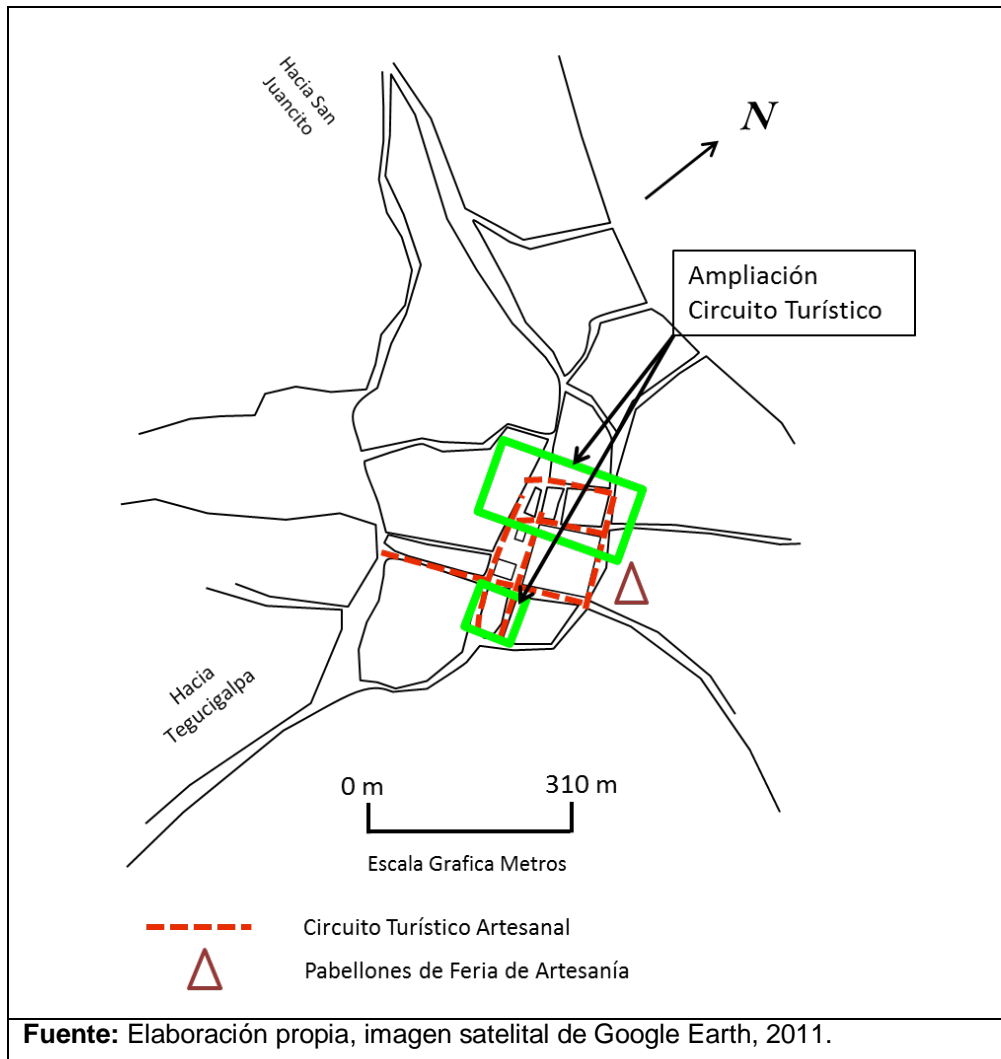 Hacia San
Juancito
N
Ampliación
Circuito Turístico
Hacia
Tegucigalpa
0 m
310 m
Escala Grafica Metros
Circuito Turístico Artesanal
Pabellones de Feria de Artesanía
Fuente: Elaboración propia, imagen satelital de Google Earth, 2011.